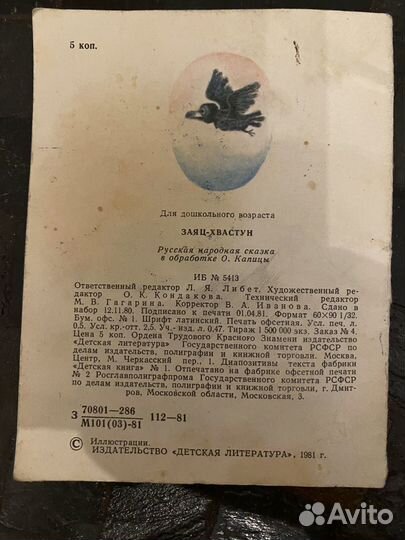 5 коп.
Для дошкольного возраста
ЗАЯЦ-ХВАСТУН
Русская народная сказка
в обработке О. Капицы
ИБ № 5413
Ответственный редактор Л. Я. Либет. Художественный ре-
дактор О. К. Кондакова. Технический редактор
М. В. Гагарина. Корректор В. А. Иванова. Сдано в
набор 12.11.80. Подписано к печати 01.04.81. Формат 60×90 1/32.
Бум. офс. № 1. Шрифт латинский. Печать офсетная. Усл. печ. л.
0,5. Усл. кр.-отт. 2,5. Уч.-изд. л. 0,47. Тираж 1 500 000 экз. Заказ № 4.
Цена 5 коп. Ордена Трудового Красного Знамени издательство
«Детская литература» Государственного комитета РСФСР по
делам издательств, полиграфии и книжной торговли. Москва,
Центр, М. Черкасский пер., 1. Диапозитивы текста фабрики
«Детская книга» № 1. Отпечатано на фабрике офсетной печати
№ 2 Росглавполиграфпрома Государственного комитета РСФСР
по делам издательств, полиграфии и книжной торговли, г. Дмит-
ров, Московской области, Московская, 3.
З 70801—286 112—81
М101(03)-81
© Иллюстрации.
ИЗДАТЕЛЬСТВО «ДЕТСКАЯ ЛИТЕРАТУРА», 1981 г.
Avito